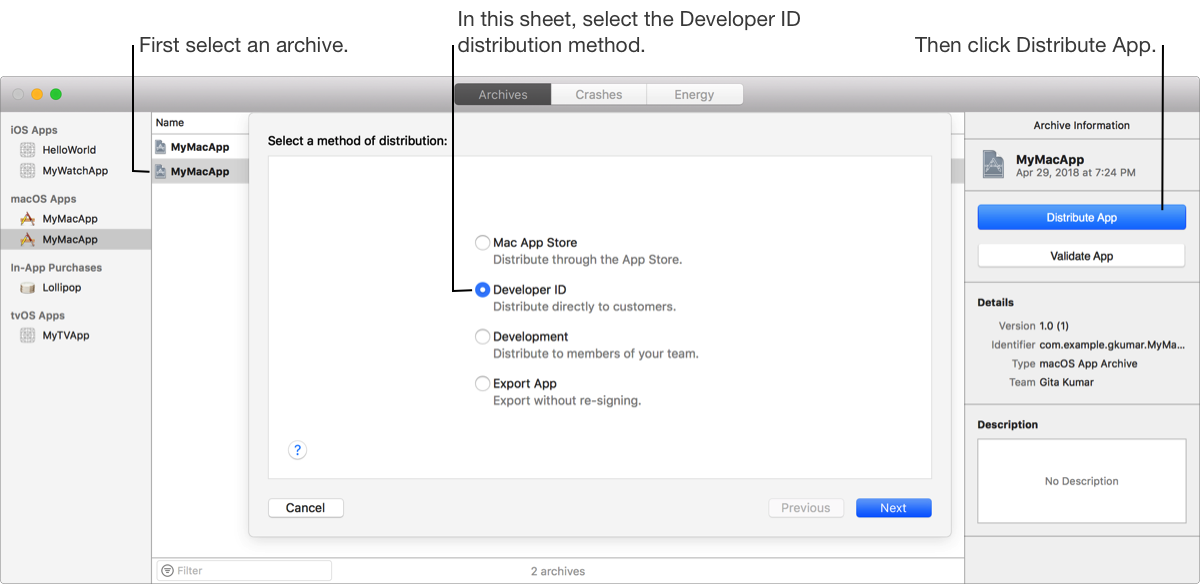 In this sheet, select the Developer ID
distribution method.
First select an archive.
Then click Distribute App.
Archives
Crashes
Energy
iOS Apps
HelloWorld
MyWatchApp
macOS Apps
MyMacApp
MyMacApp
In-App Purchases
Lollipop
tvOS Apps
MyTVApp
Name
MyMacApp
MyMacApp
Select a method of distribution:
Mac App Store
Distribute through the App Store.
Developer ID
Distribute directly to customers.
Development
Distribute to members of your team.
Export App
Export without re-signing.
?
Cancel
Previous
Next
Filter
2 archives
Archive Information
MyMacApp
Apr 29, 2018 at 7:24 PM
Distribute App
Validate App
Details
Version 1.0 (1)
Identifier com.example.gkumar.MyMa...
Type macOS App Archive
Team Gita Kumar
Description
No Description